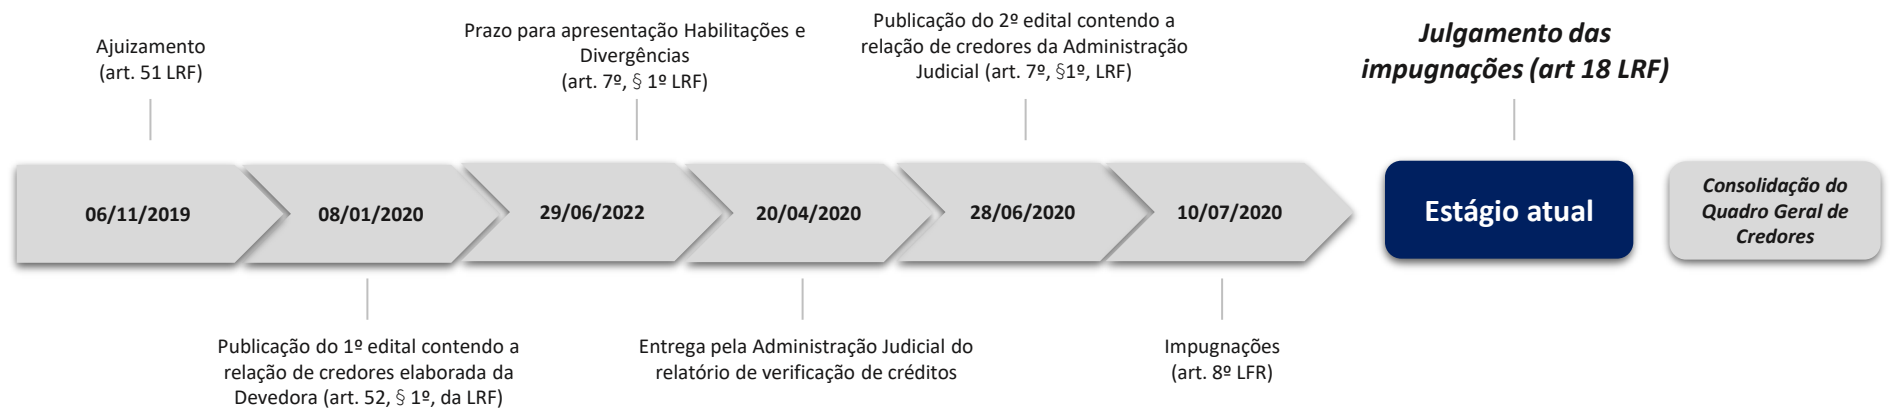 Ajuizamento
(art. 51 LRF)
Prazo para apresentação Habilitações e
Divergências
(art. 7º, § 1º LRF)
Publicação do 2º edital contendo a
relação de credores da Administração
Judicial (art. 7º, §1º, LRF)
Julgamento das
impugnações (art 18 LRF)
06/11/2019
08/01/2020
29/06/2022
20/04/2020
28/06/2020
10/07/2020
Estágio atual
Consolidação do
Quadro Geral de
Credores
Publicação do 1º edital contendo a
relação de credores elaborada da
Devedora (art. 52, § 1º, da LRF)
Entrega pela Administração Judicial do
relatório de verificação de créditos
Impugnações
(art. 8º LFR)